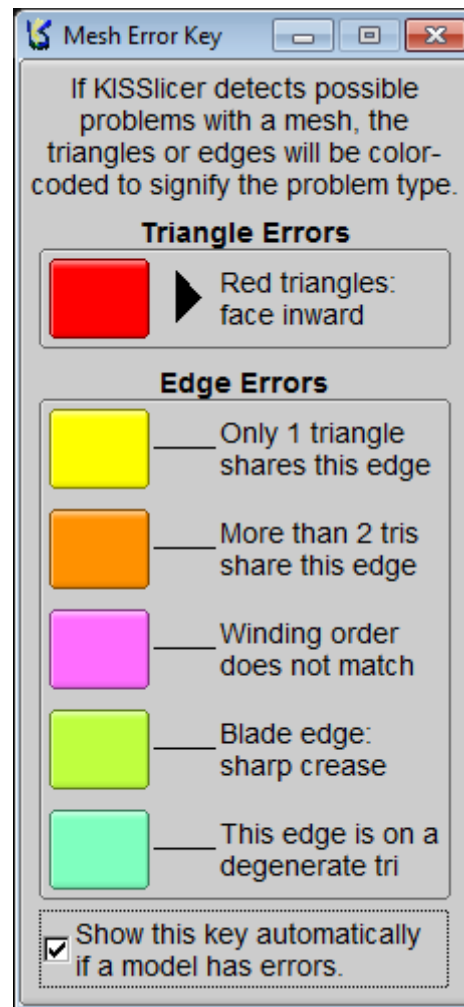 Mesh Error Key
If KISSlicer detects possible
problems with a mesh, the
triangles or edges will be color-
coded to signify the problem type.
Triangle Errors
Red triangles:
face inward
Edge Errors
Only 1 triangle
shares this edge
More than 2 tris
share this edge
Winding order
does not match
Blade edge:
sharp crease
This edge is on a
degenerate tri
Show this key automatically
if a model has errors.